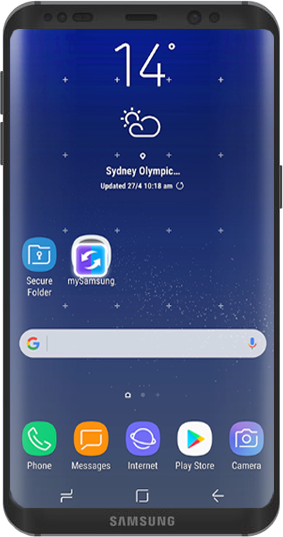 14°
Sydney Olympic...
Updated 27/4 10:18 am
Secure
Folder
mySamsung
Phone
Messages
Internet
Play Store
Camera
SAMSUNG